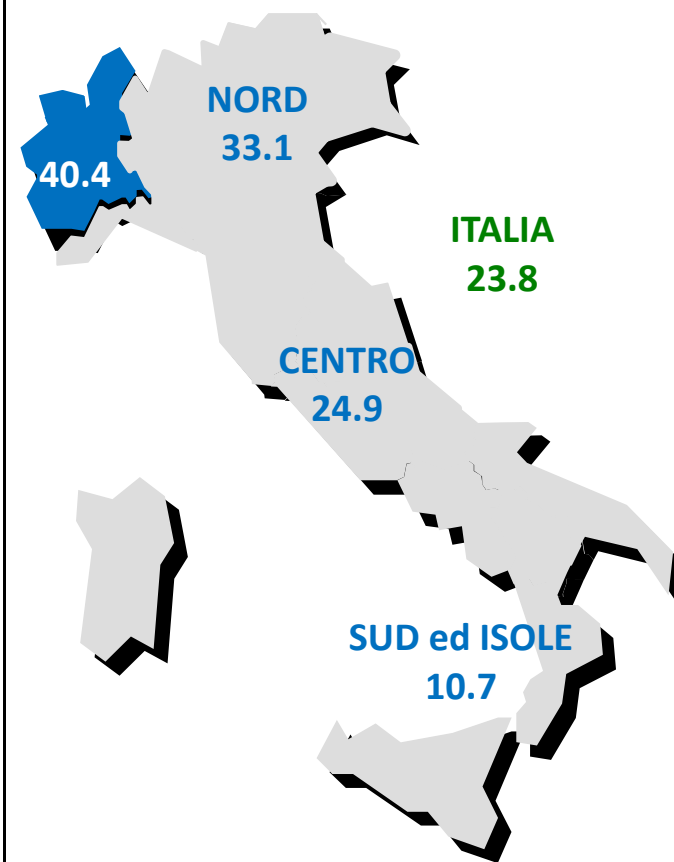 NORD
33.1
40.4
ITALIA
23.8
CENTRO
24.9
SUD ed ISOLE
10.7